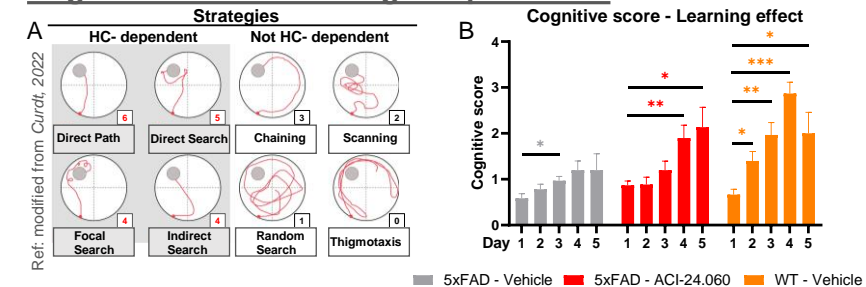 Strategies
A
HC- dependent
Not HC- dependent
Ref: modified from Curdt, 2022
6
5
3
2
Direct Path
Direct Search
Chaining
Scanning
4
4
1
0
Focal
Search
Indirect
Search
Random
Search
Thigmotaxis
B
Cognitive score - Learning effect
Cognitive score
4
3
2
1
0
*
*
**
*
**
***
*
Day 1 2 3 4 5 1 2 3 4 5 1 2 3 4 5
5xFAD - Vehicle 5xFAD - ACI-24.060 WT - Vehicle